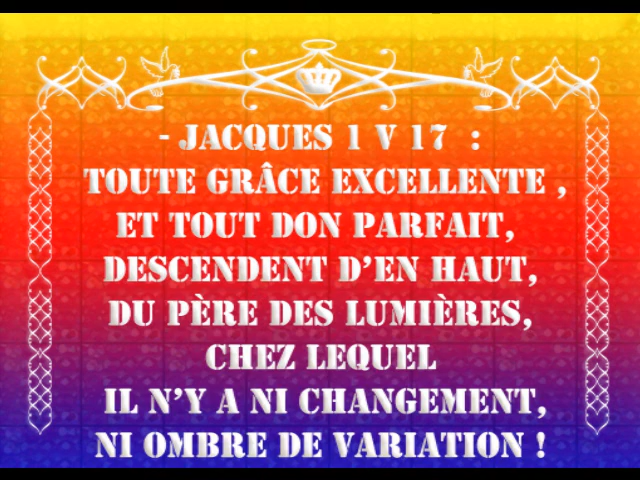 - JACQUES 1 V 17 :
TOUTE GRÂCE EXCELLENTE ,
ET TOUT DON PARFAIT,
DESCENDENT D'EN HAUT,
DU PÈRE DES LUMIÈRES,
CHEZ LEQUEL
IL N'Y A NI CHANGEMENT,
NI OMBRE DE VARIATION !